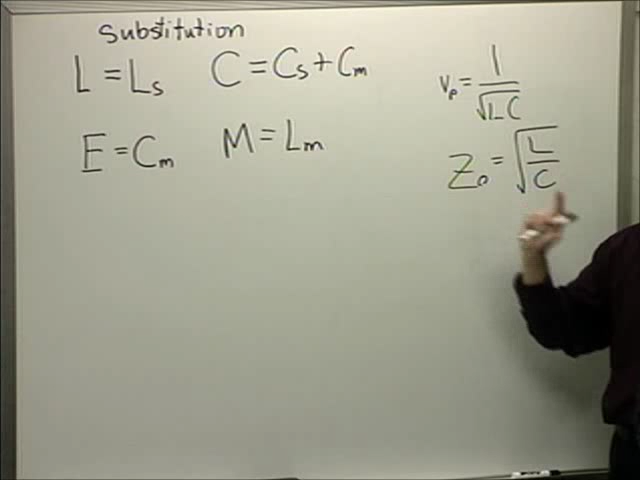 Substitution
L = Ls C = Cs + Cm
E = Cm M = Lm
vp = 1/√LC
Zo = √L/C